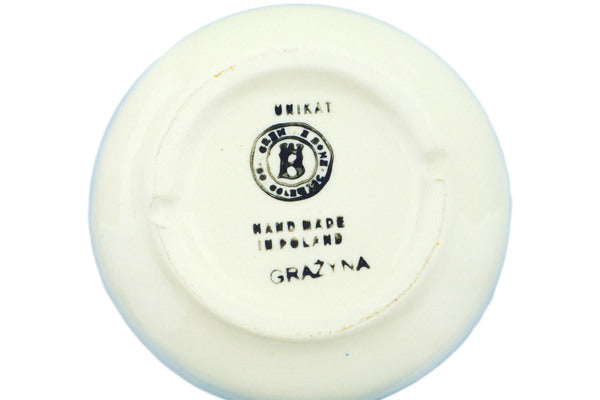 UNIKAT
HAND MADE
IN POLAND
GRAŻYNA